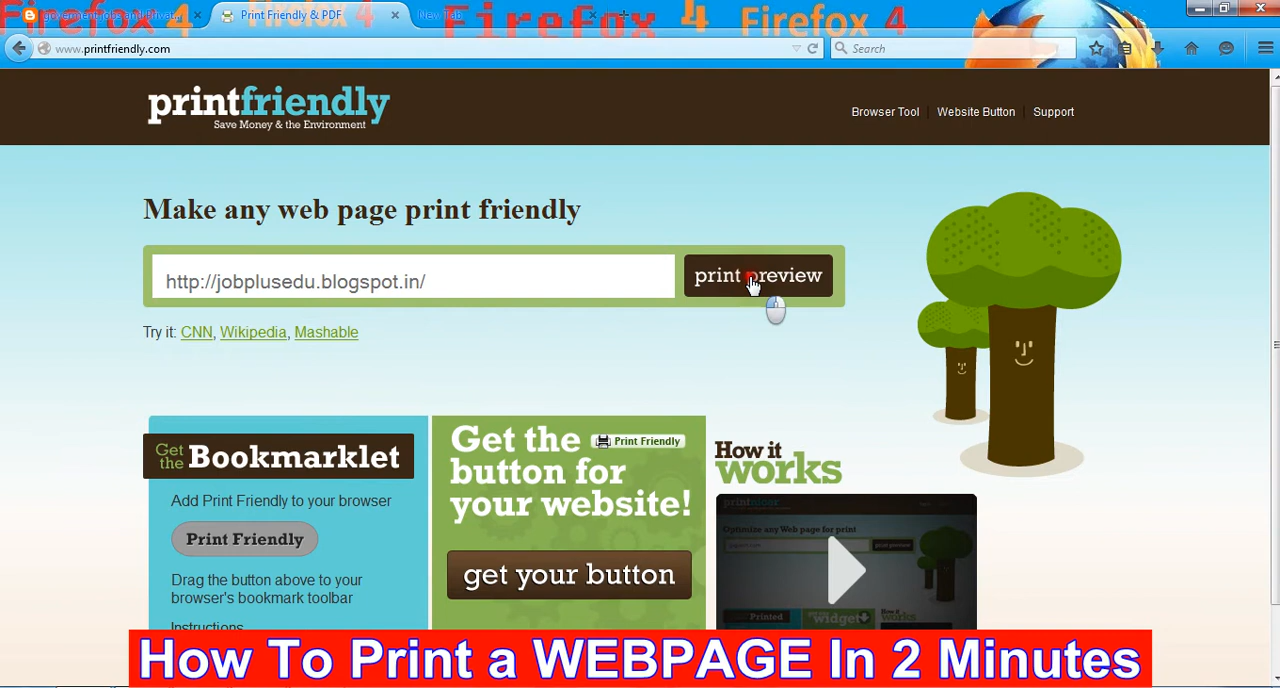 Firefox 4 Firefox 4 Firefox 4 Firefox 4
Print Friendly & PDF
New Tab
www.printfriendly.com
Search
printfriendly
Save Money & the Environment
Browser Tool
Website Button
Support
Make any web page print friendly
http://jobplusedu.blogspot.in/
print preview
Try it: CNN, Wikipedia, Mashable
Get the Bookmarklet
Add Print Friendly to your browser
Print Friendly
Drag the button above to your
browser's bookmark toolbar
Instructions
Get the
Print Friendly
button for
your website!
get your button
How it
works
Optimize any Web page for print
print preview
Printed
widget
How it
works
How To Print a WEBPAGE In 2 Minutes